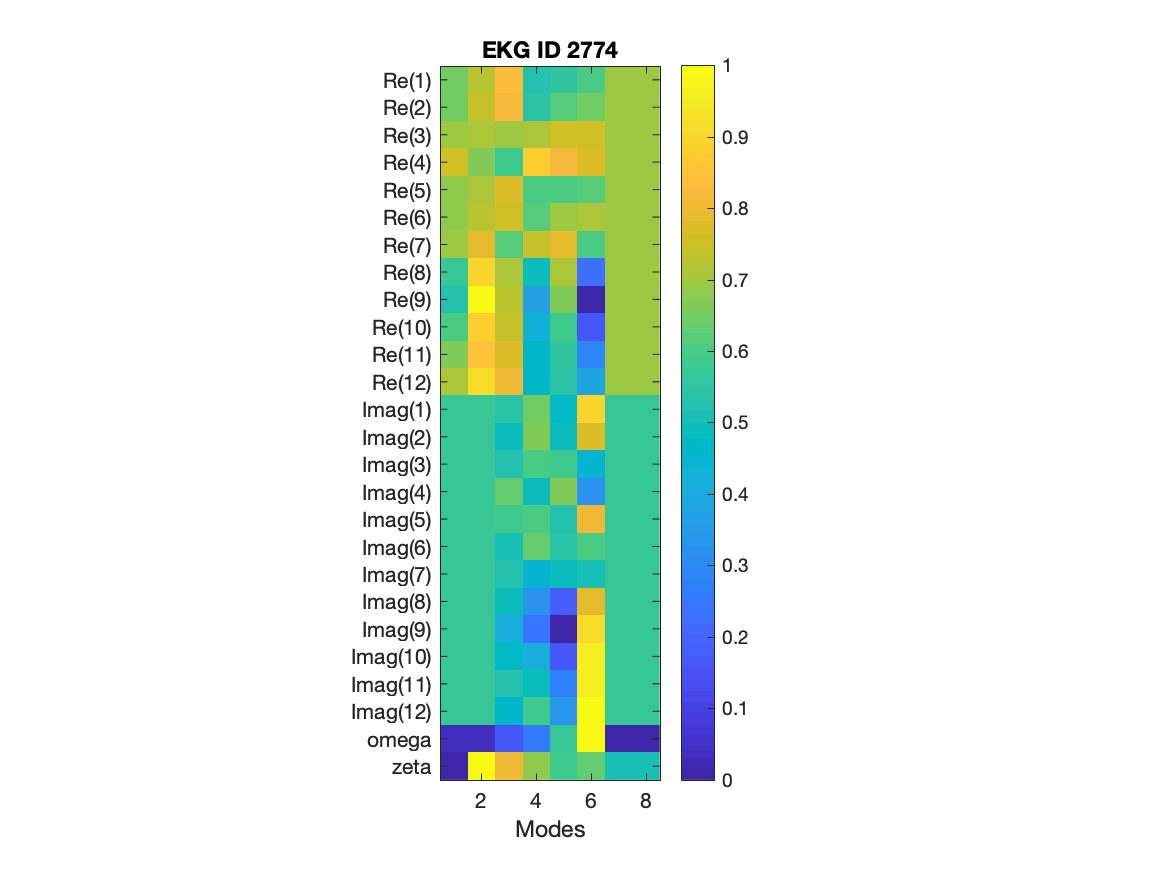 EKG ID 2774
Re(1)
Re(2)
Re(3)
Re(4)
Re(5)
Re(6)
Re(7)
Re(8)
Re(9)
Re(10)
Re(11)
Re(12)
Imag(1)
Imag(2)
Imag(3)
Imag(4)
Imag(5)
Imag(6)
Imag(7)
Imag(8)
Imag(9)
Imag(10)
Imag(11)
Imag(12)
omega
zeta
2 4 6 8
Modes
1
0.9
0.8
0.7
0.6
0.5
0.4
0.3
0.2
0.1
0